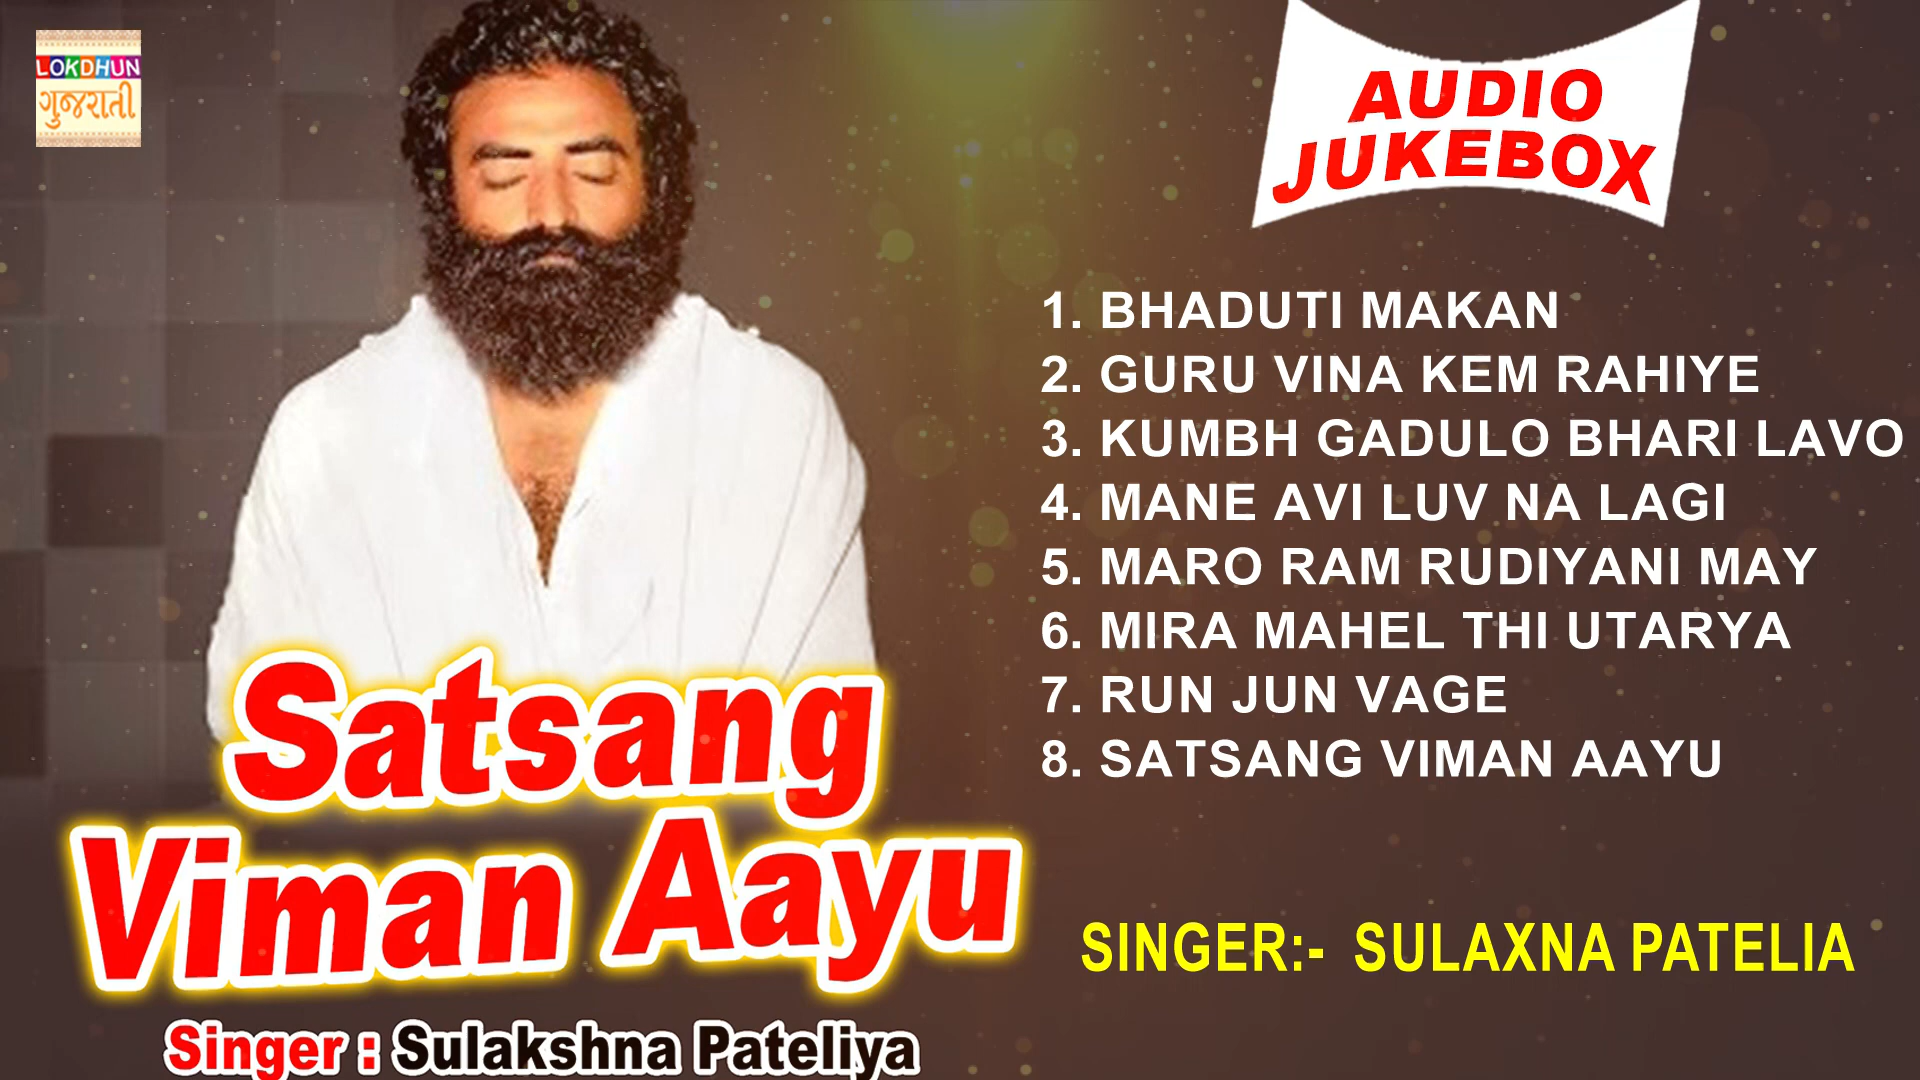 LOKDHUN
ગુજરાતી
AUDIO
JUKEBOX
1. BHADUTI MAKAN
2. GURU VINA KEM RAHIYE
3. KUMBH GADULO BHARI LAVO
4. MANE AVI LUV NA LAGI
5. MARO RAM RUDIYANI MAY
6. MIRA MAHEL THI UTARYA
7. RUN JUN VAGE
8. SATSANG VIMAN AAYU
SINGER:- SULAXNA PATELIA
Satsang
Viman Aayu
Singer : Sulakshna Pateliya